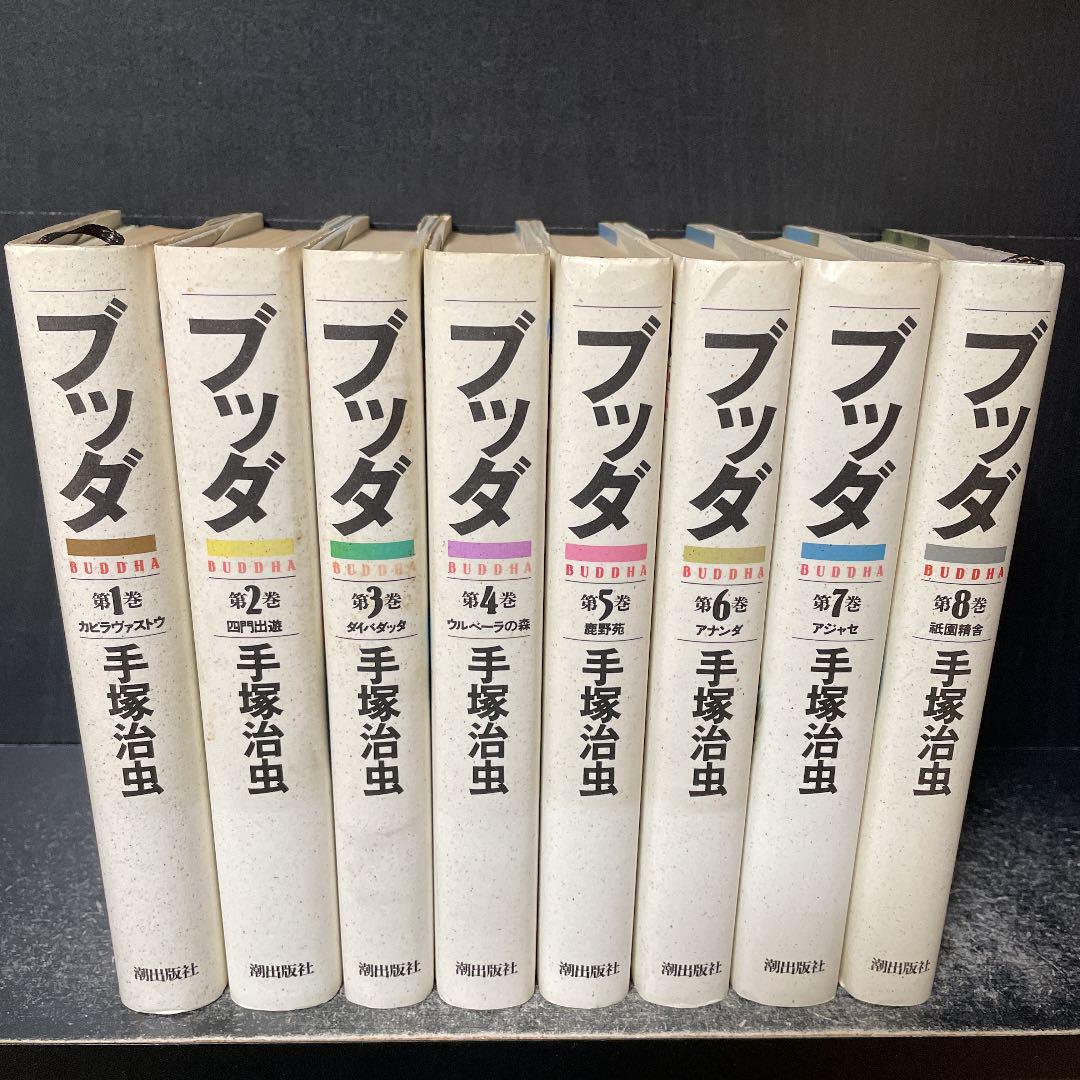 ブッダ
BUDDHA
第1巻
カピラヴァストウ
手塚治虫
潮出版社
ブッダ
BUDDHA
第2巻
四門出遊
手塚治虫
潮出版社
ブッダ
BUDDHA
第3巻
ダイバダッタ
手塚治虫
潮出版社
ブッダ
BUDDHA
第4巻
ウルベーラの森
手塚治虫
潮出版社
ブッダ
BUDDHA
第5巻
鹿野苑
手塚治虫
潮出版社
ブッダ
BUDDHA
第6巻
アナンダ
手塚治虫
潮出版社
ブッダ
BUDDHA
第7巻
アジャセ
手塚治虫
潮出版社
ブッダ
BUDDHA
第8巻
祇園精舎
手塚治虫
潮出版社